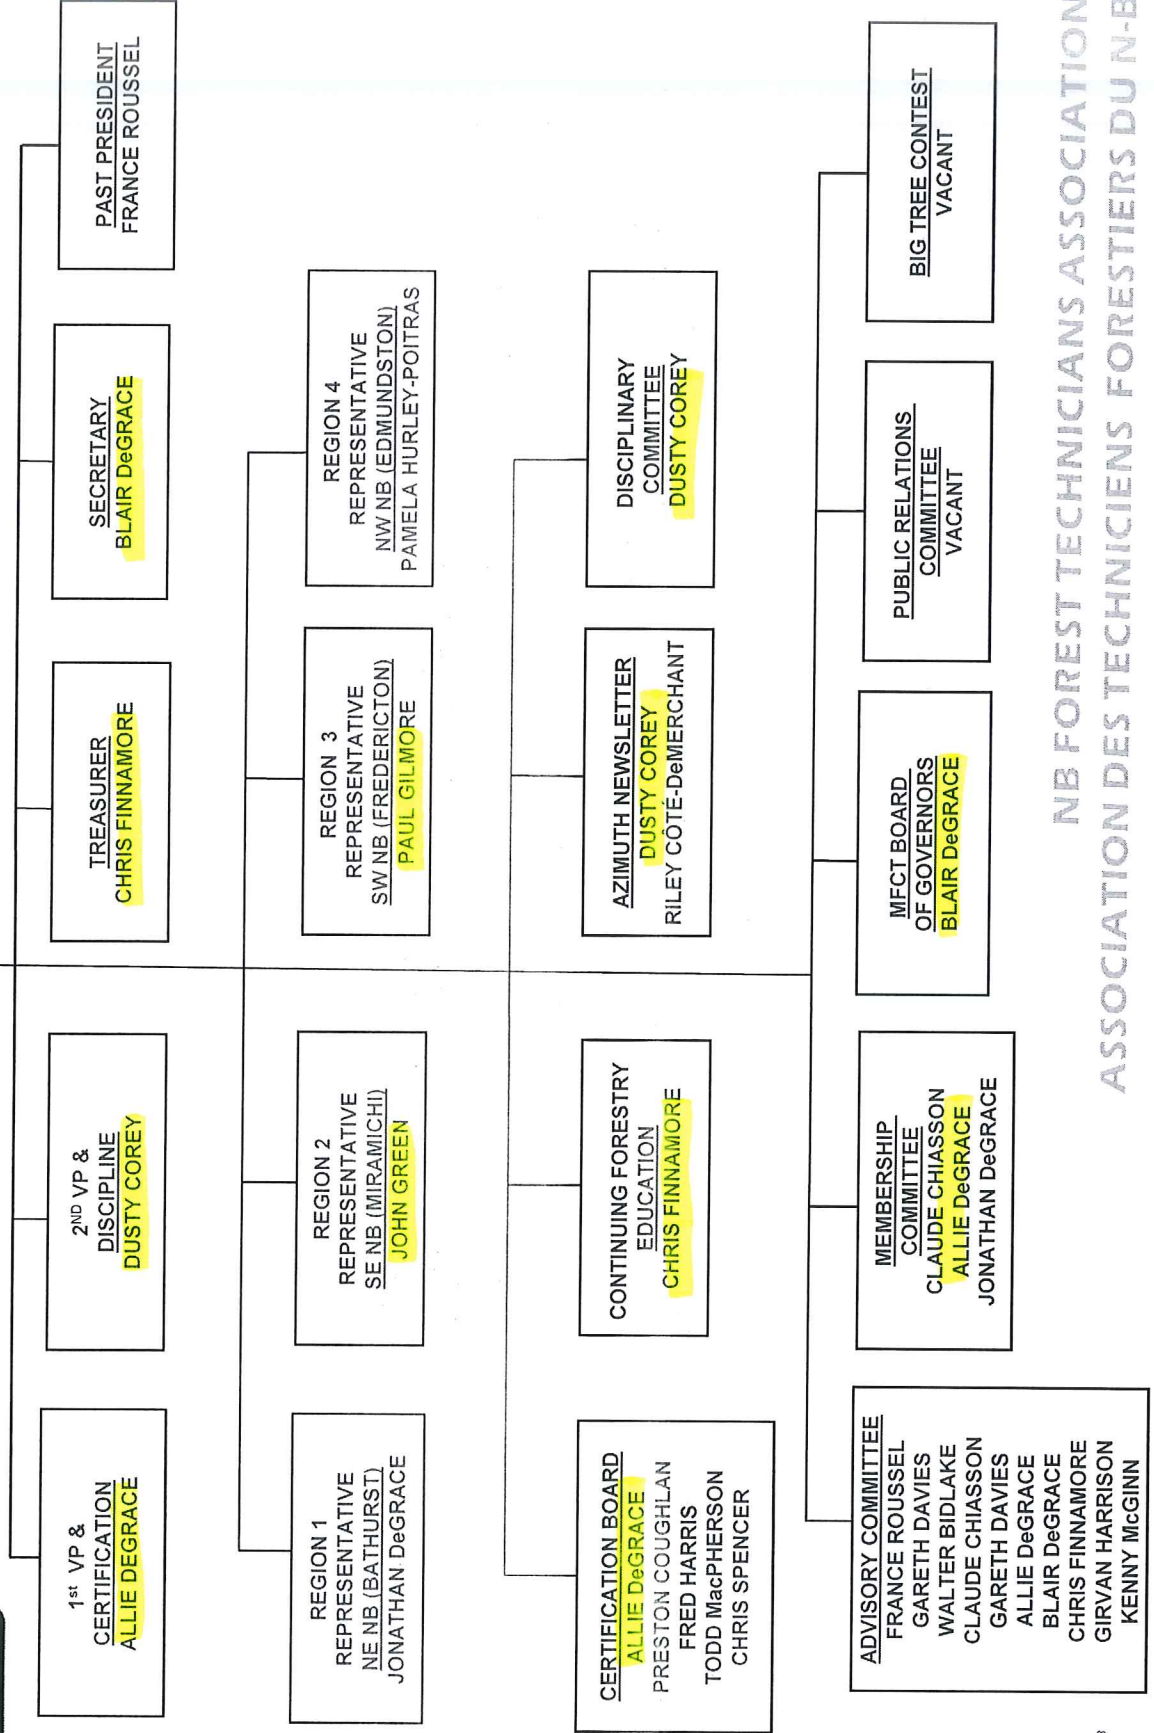 1st VP &
CERTIFICATION
ALLIE DEGRACE
2ND VP &
DISCIPLINE
DUSTY COREY
TREASURER
CHRIS FINNAMORE
SECRETARY
BLAIR DeGRACE
PAST PRESIDENT
FRANCE ROUSSEL
REGION 1
REPRESENTATIVE
NE NB (BATHURST)
JONATHAN DeGRACE
REGION 2
REPRESENTATIVE
SE NB (MIRAMICHI)
JOHN GREEN
REGION 3
REPRESENTATIVE
SW NB (FREDERICTON)
PAUL GILMORE
REGION 4
REPRESENTATIVE
NW NB (EDMUNDSTON)
PAMELA HURLEY-POITRAS
CERTIFICATION BOARD
ALLIE DeGRACE
PRESTON COUGHLAN
FRED HARRIS
TODD MacPHERSON
CHRIS SPENCER
CONTINUING FORESTRY
EDUCATION
CHRIS FINNAMORE
AZIMUTH NEWSLETTER
DUSTY COREY
RILEY CÔTÉ-DeMERCHANT
DISCIPLINARY
COMMITTEE
DUSTY COREY
ADVISORY COMMITTEE
FRANCE ROUSSEL
GARETH DAVIES
WALTER BIDLAKE
CLAUDE CHIASSON
GARETH DAVIES
ALLIE DeGRACE
BLAIR DeGRACE
CHRIS FINNAMORE
GIRVAN HARRISON
KENNY McGINN
MEMBERSHIP
COMMITTEE
CLAUDE CHIASSON
ALLIE DeGRACE
JONATHAN DeGRACE
MFCT BOARD
OF GOVERNORS
BLAIR DeGRACE
PUBLIC RELATIONS
COMMITTEE
VACANT
BIG TREE CONTEST
VACANT
NB FOREST TECHNICIANS ASSOCIATION
ASSOCIATION DES TECHNICIENS FORESTIERS DU N-B